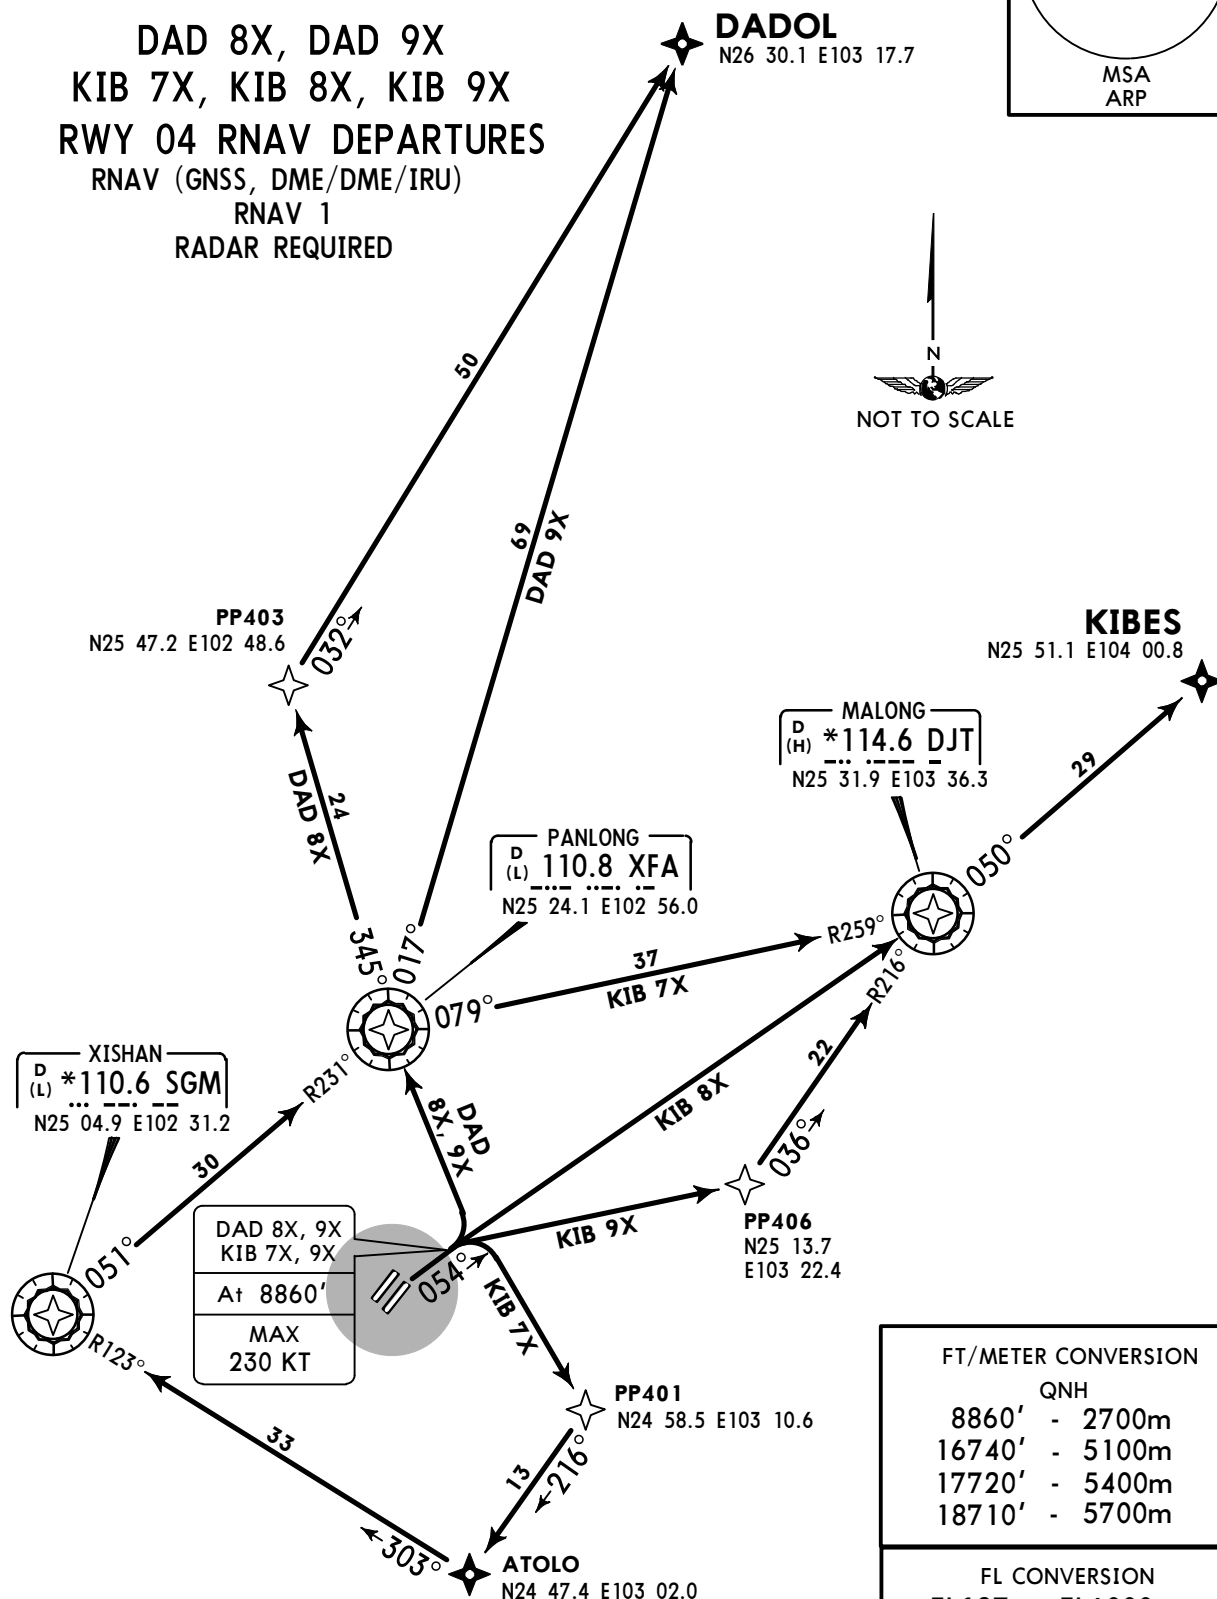 DAD 8X, DAD 9X
KIB 7X, KIB 8X, KIB 9X
RWY 04 RNAV DEPARTURES
RNAV (GNSS, DME/DME/IRU)
RNAV 1
RADAR REQUIRED
DADOL
N26 30.1 E103 17.7
MSA
ARP
N
NOT TO SCALE
50
69
DAD 9X
PP403
N25 47.2 E102 48.6
032°
KIBES
N25 51.1 E104 00.8
MALONG
D
(H) *114.6 DJT
N25 31.9 E103 36.3
29
050°
24
DAD 8X
PANLONG
D
(L) 110.8 XFA
N25 24.1 E102 56.0
345°
017°
079°
37
KIB 7X
R259°
R216°
22
KIB 8X
036°
XISHAN
D
(L) *110.6 SGM
N25 04.9 E102 31.2
R231°
30
051°
DAD
8X, 9X
KIB 9X
PP406
N25 13.7
E103 22.4
DAD 8X, 9X
KIB 7X, 9X
At 8860'
MAX
230 KT
054°
KIB 7X
R123°
33
PP401
N24 58.5 E103 10.6
216°
13
303°
ATOLO
N24 47.4 E103 02.0
FT/METER CONVERSION
QNH
8860' - 2700m
16740' - 5100m
17720' - 5400m
18710' - 5700m
FL CONVERSION